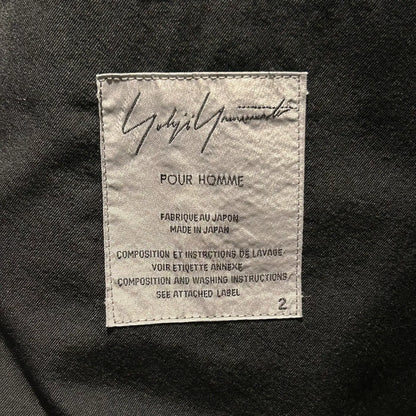 Yohji Yamamoto
POUR HOMME
FABRIQUE AU JAPON
MADE IN JAPAN
COMPOSITION ET INSTRCTIONS DE LAVAGE
VOIR ETIQETTE ANNEXE
COMPOSITION AND WASHING INSTRUCTIONS
SEE ATTACHED LABEL
2